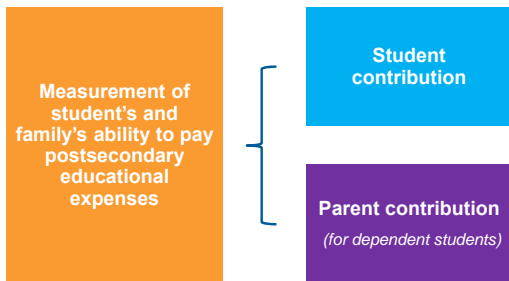 Measurement of
student's and
family's ability to pay
postsecondary
educational
expenses
Student
contribution
Parent contribution
(for dependent students)